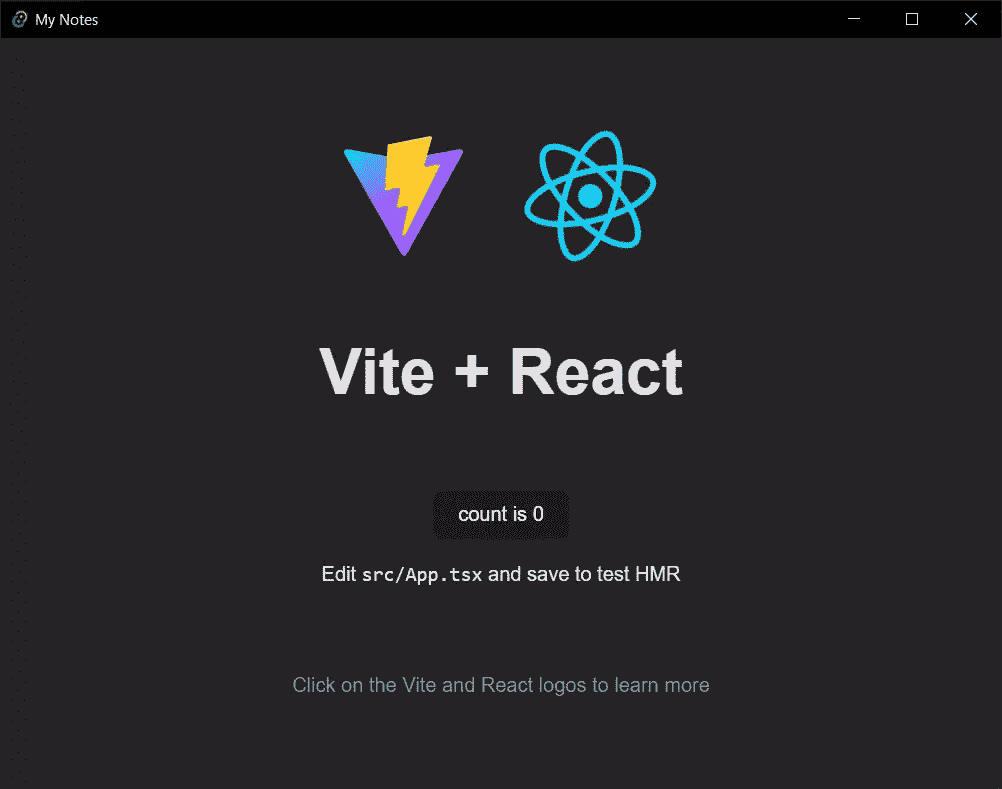 My Notes
Vite + React
count is 0
Edit src/App.tsx and save to test HMR
Click on the Vite and React logos to learn more